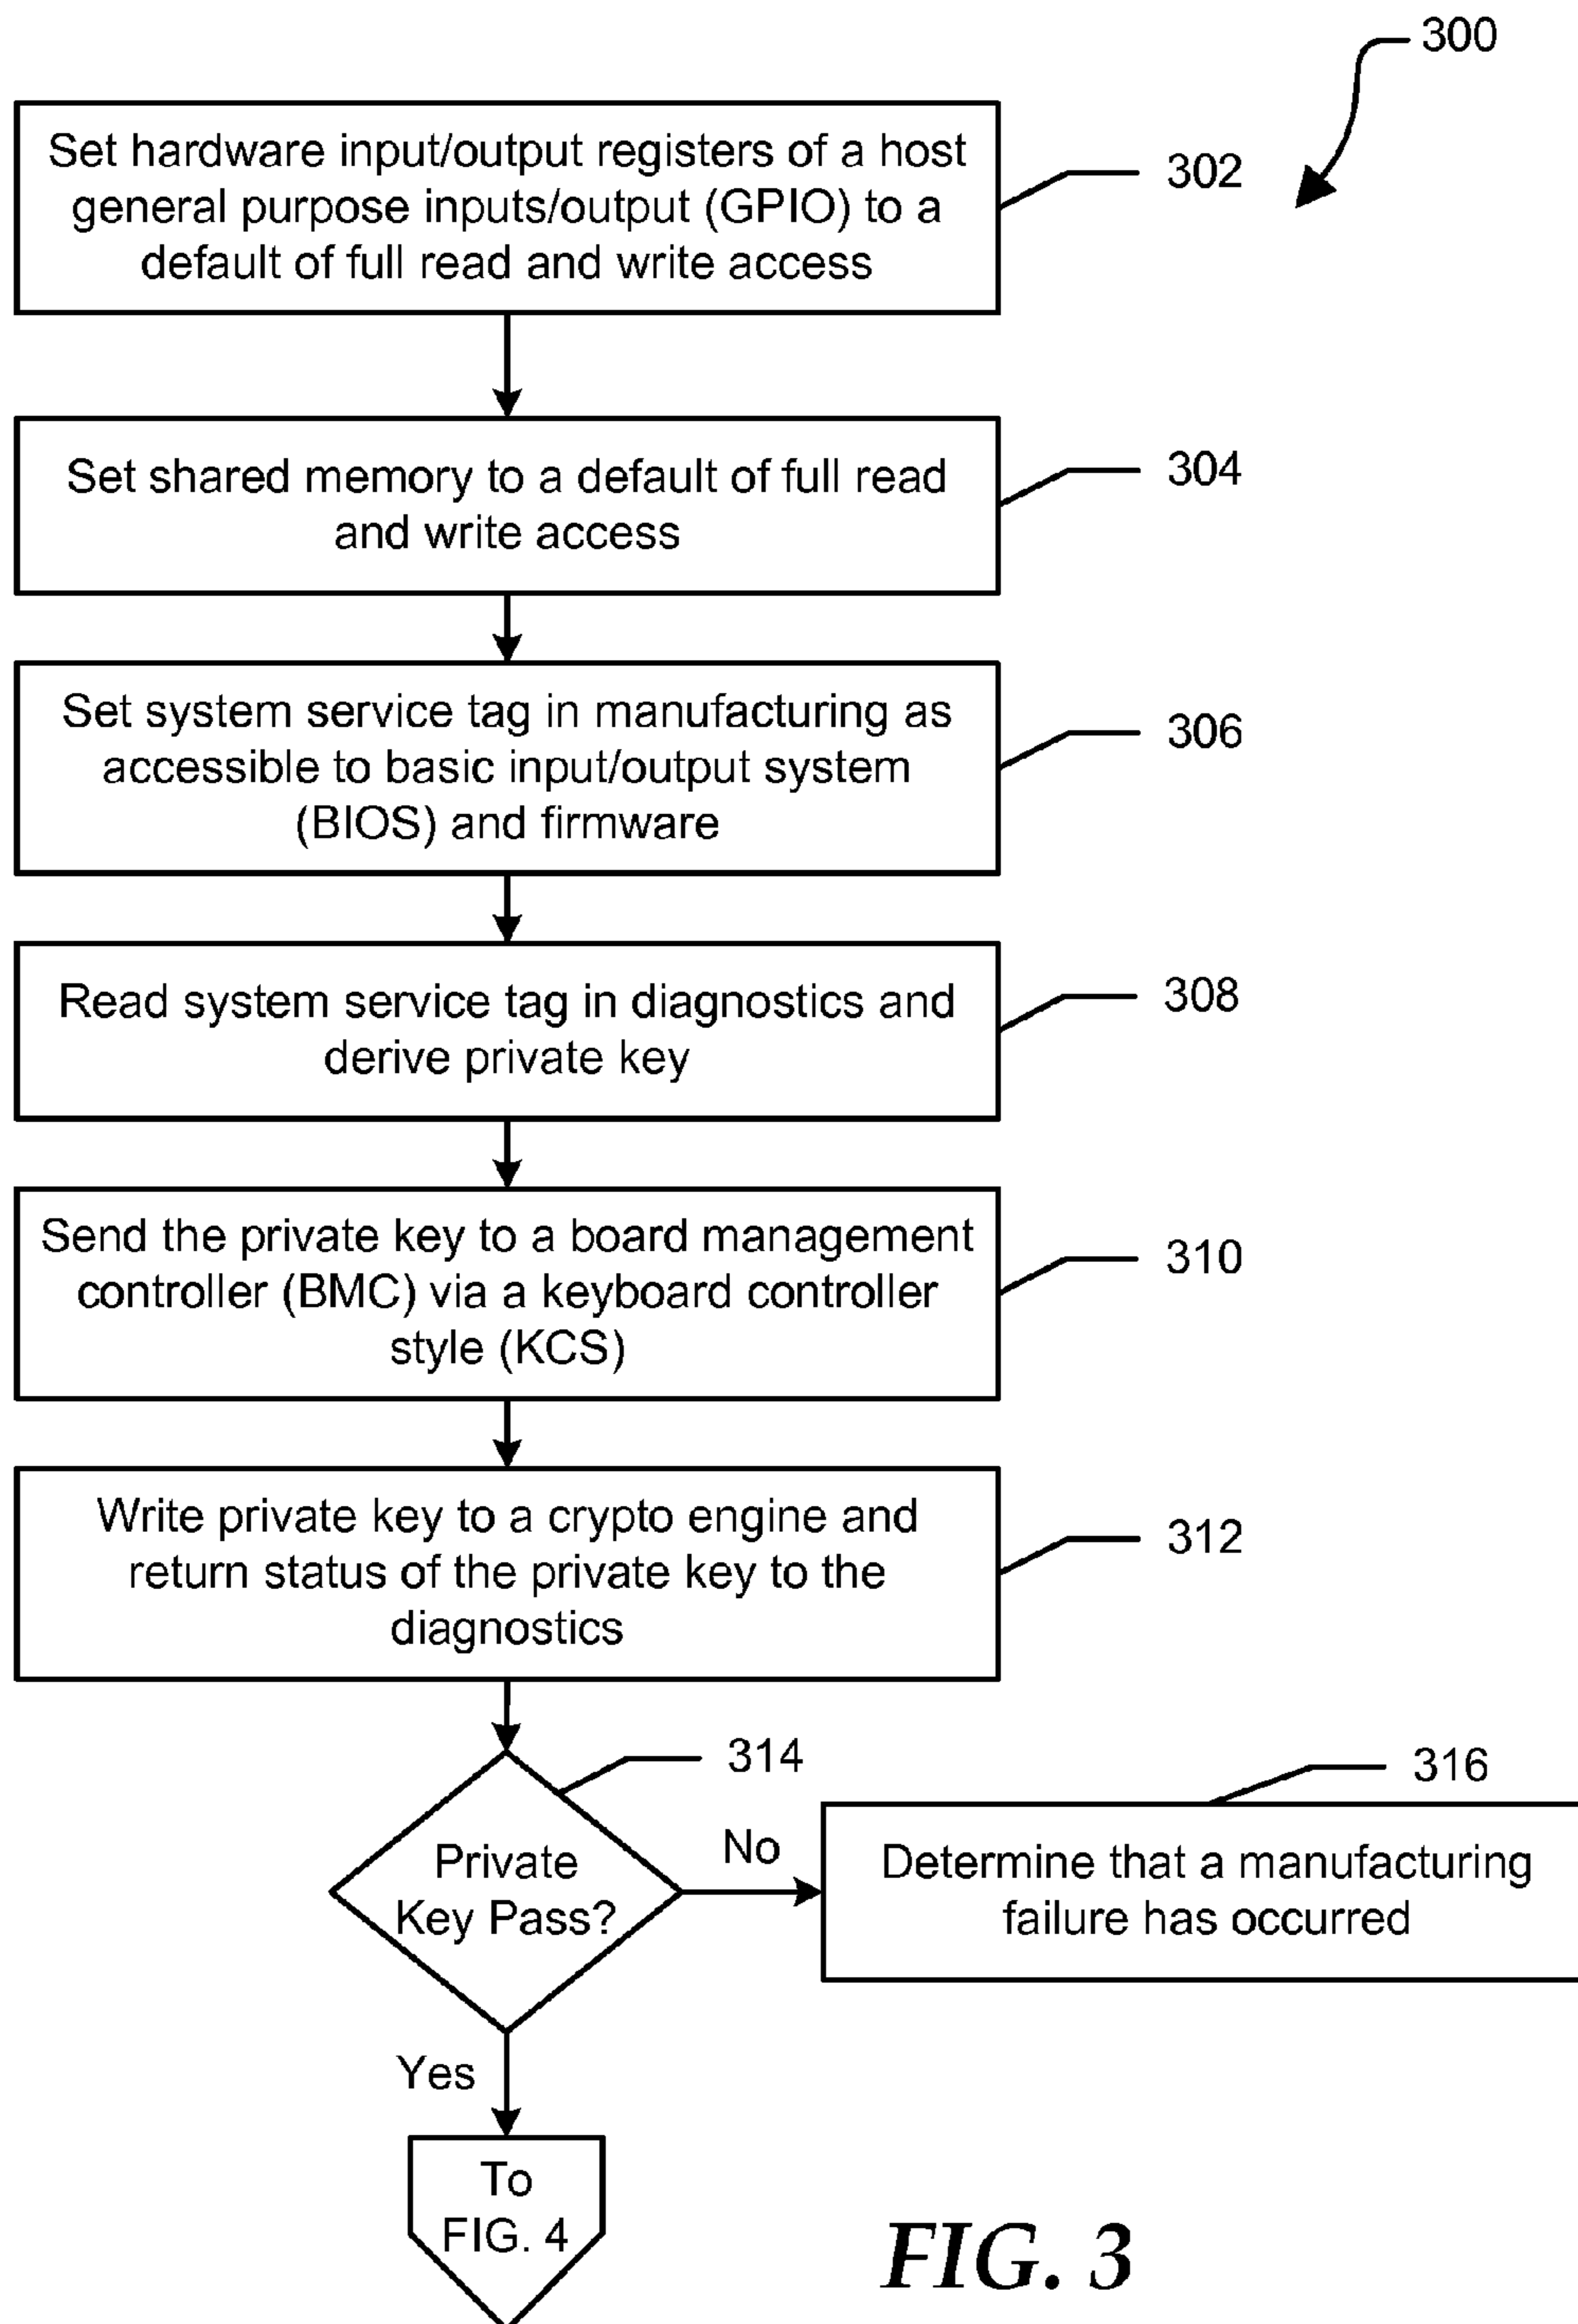 300
Set hardware input/output registers of a host
general purpose inputs/output (GPIO) to a
default of full read and write access
302
Set shared memory to a default of full read
and write access
304
Set system service tag in manufacturing as
accessible to basic input/output system
(BIOS) and firmware
306
Read system service tag in diagnostics and
derive private key
308
Send the private key to a board management
controller (BMC) via a keyboard controller
style (KCS)
310
Write private key to a crypto engine and
return status of the private key to the
diagnostics
312
314
Private
Key Pass?
No
316
Determine that a manufacturing
failure has occurred
Yes
To
FIG. 4
FIG. 3